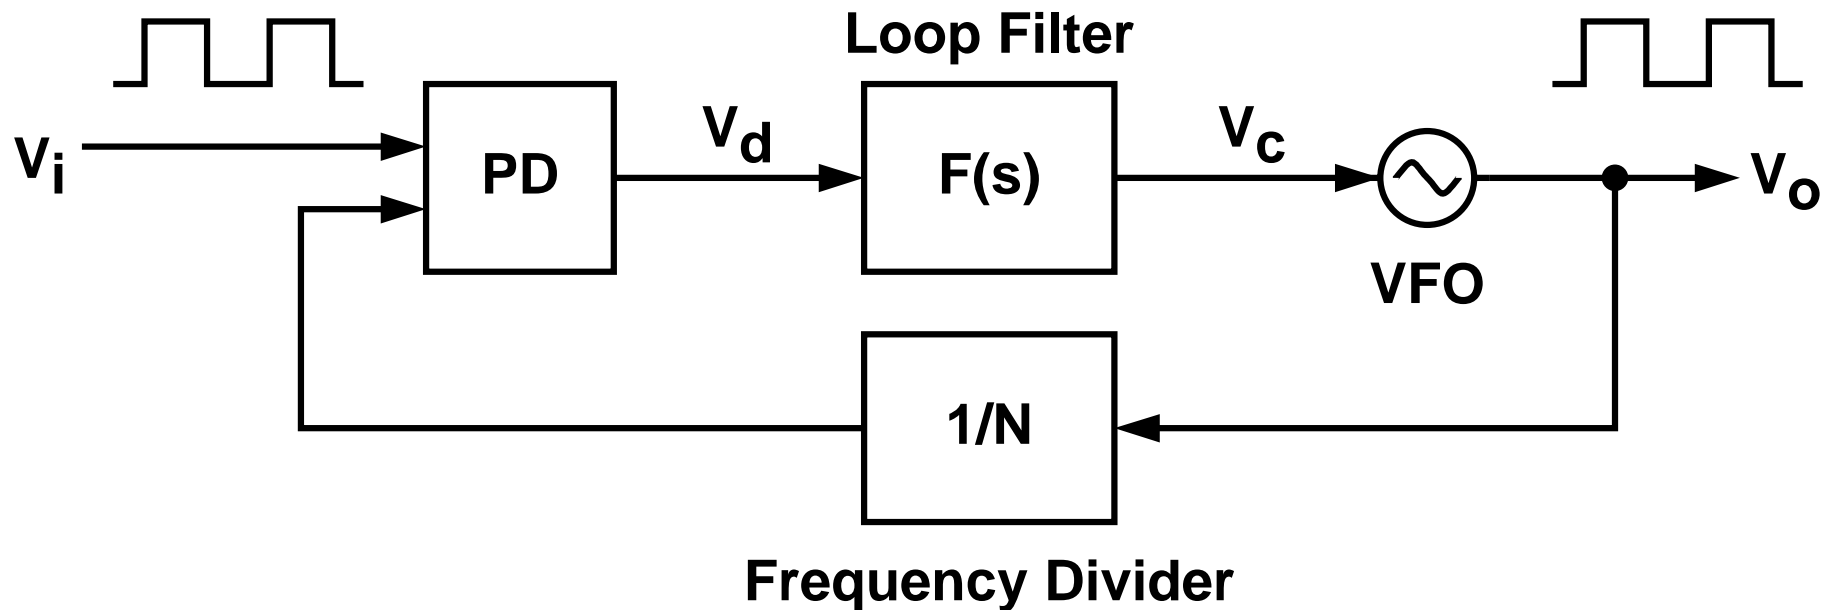 Loop Filter
Vi
PD
Vd
F(s)
Vc
VFO
Vo
1/N
Frequency Divider